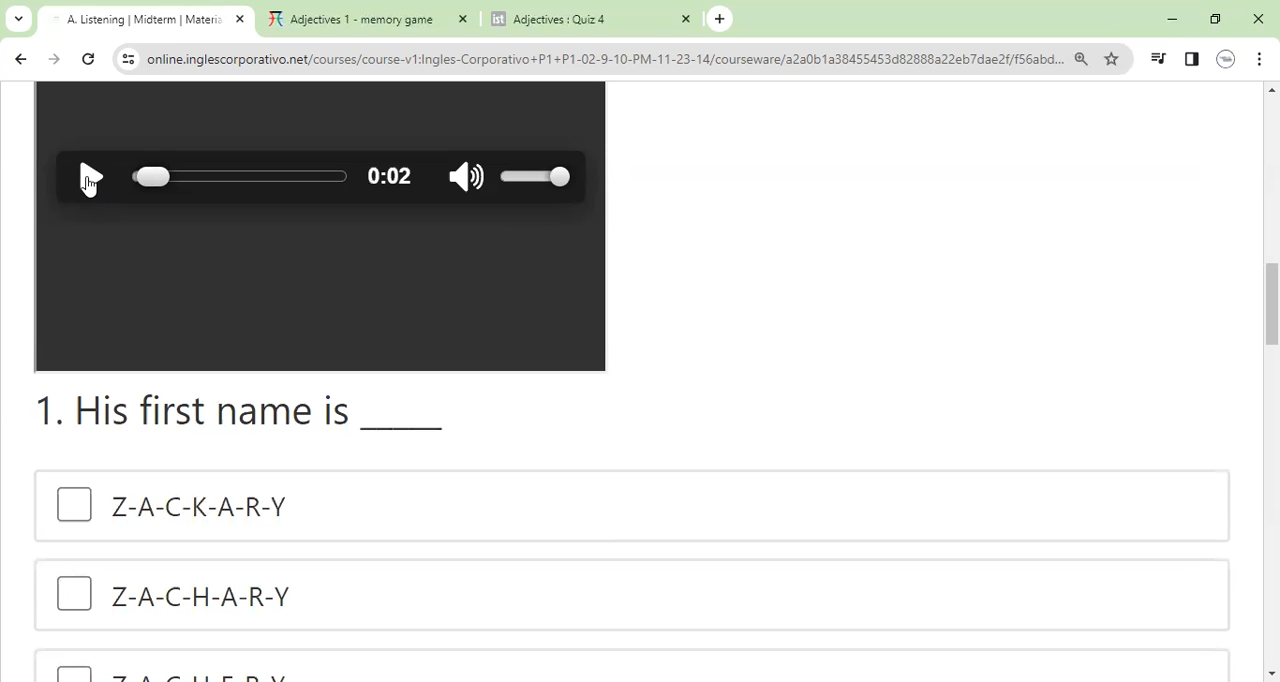 A. Listening | Midterm | Materia
Adjectives 1 - memory game
ist
Adjectives : Quiz 4
online.inglescorporativo.net/courses/course-v1:Ingles-Corporativo+P1+P1-02-9-10-PM-11-23-14/courseware/a2a0b1a38455453d82888a22eb7dae2f/f56abd...
0:02
1. His first name is _____
Z-A-C-K-A-R-Y
Z-A-C-H-A-R-Y
Z-A-C-H-E-R-Y